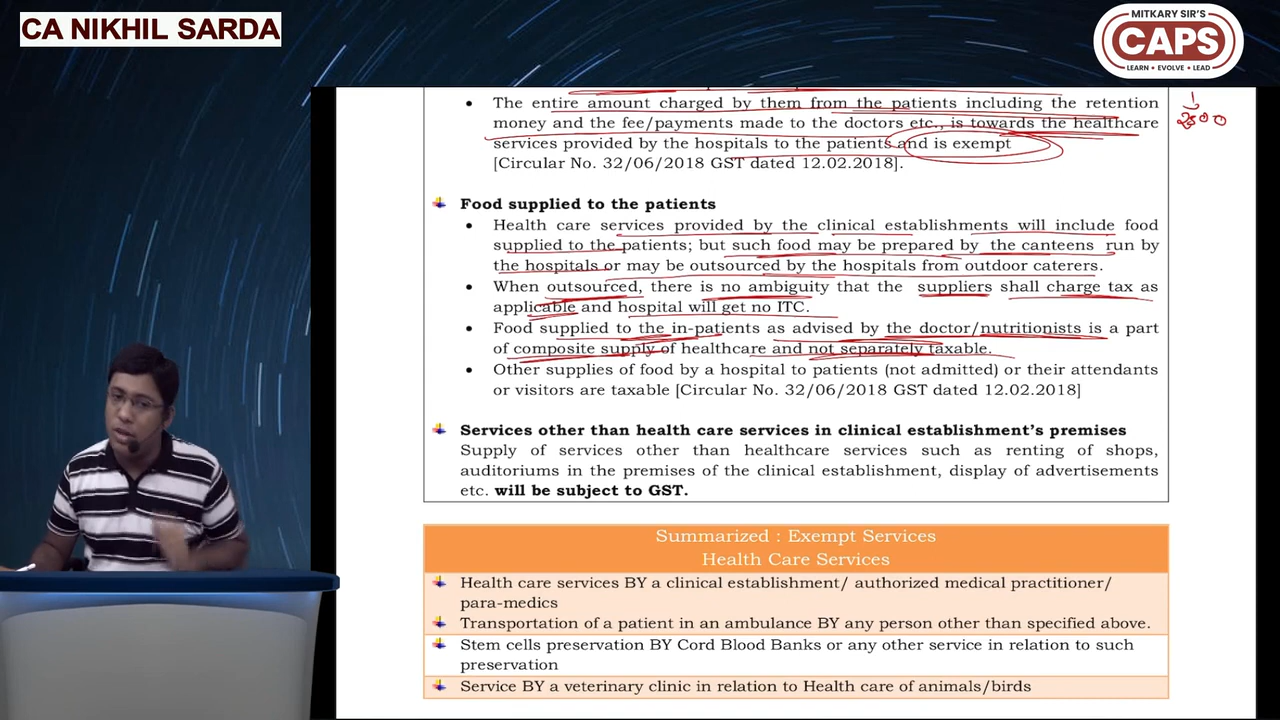 CA NIKHIL SARDA
MITKARY SIR'S
CAPS
LEARN • EVOLVE • LEAD
• The entire amount charged by them from the patients including the retention
money and the fee/payments made to the doctors etc., is towards the healthcare
services provided by the hospitals to the patients and is exempt
[Circular No. 32/06/2018 GST dated 12.02.2018].
Food supplied to the patients
• Health care services provided by the clinical establishments will include food
supplied to the patients; but such food may be prepared by the canteens run by
the hospitals or may be outsourced by the hospitals from outdoor caterers.
• When outsourced, there is no ambiguity that the suppliers shall charge tax as
applicable and hospital will get no ITC.
• Food supplied to the in-patients as advised by the doctor/nutritionists is a part
of composite supply of healthcare and not separately taxable.
• Other supplies of food by a hospital to patients (not admitted) or their attendants
or visitors are taxable [Circular No. 32/06/2018 GST dated 12.02.2018]
Services other than health care services in clinical establishment's premises
Supply of services other than healthcare services such as renting of shops,
auditoriums in the premises of the clinical establishment, display of advertisements
etc. will be subject to GST.
Summarized : Exempt Services
Health Care Services
Health care services BY a clinical establishment/ authorized medical practitioner/
para-medics
Transportation of a patient in an ambulance BY any person other than specified above.
Stem cells preservation BY Cord Blood Banks or any other service in relation to such
preservation
Service BY a veterinary clinic in relation to Health care of animals/birds